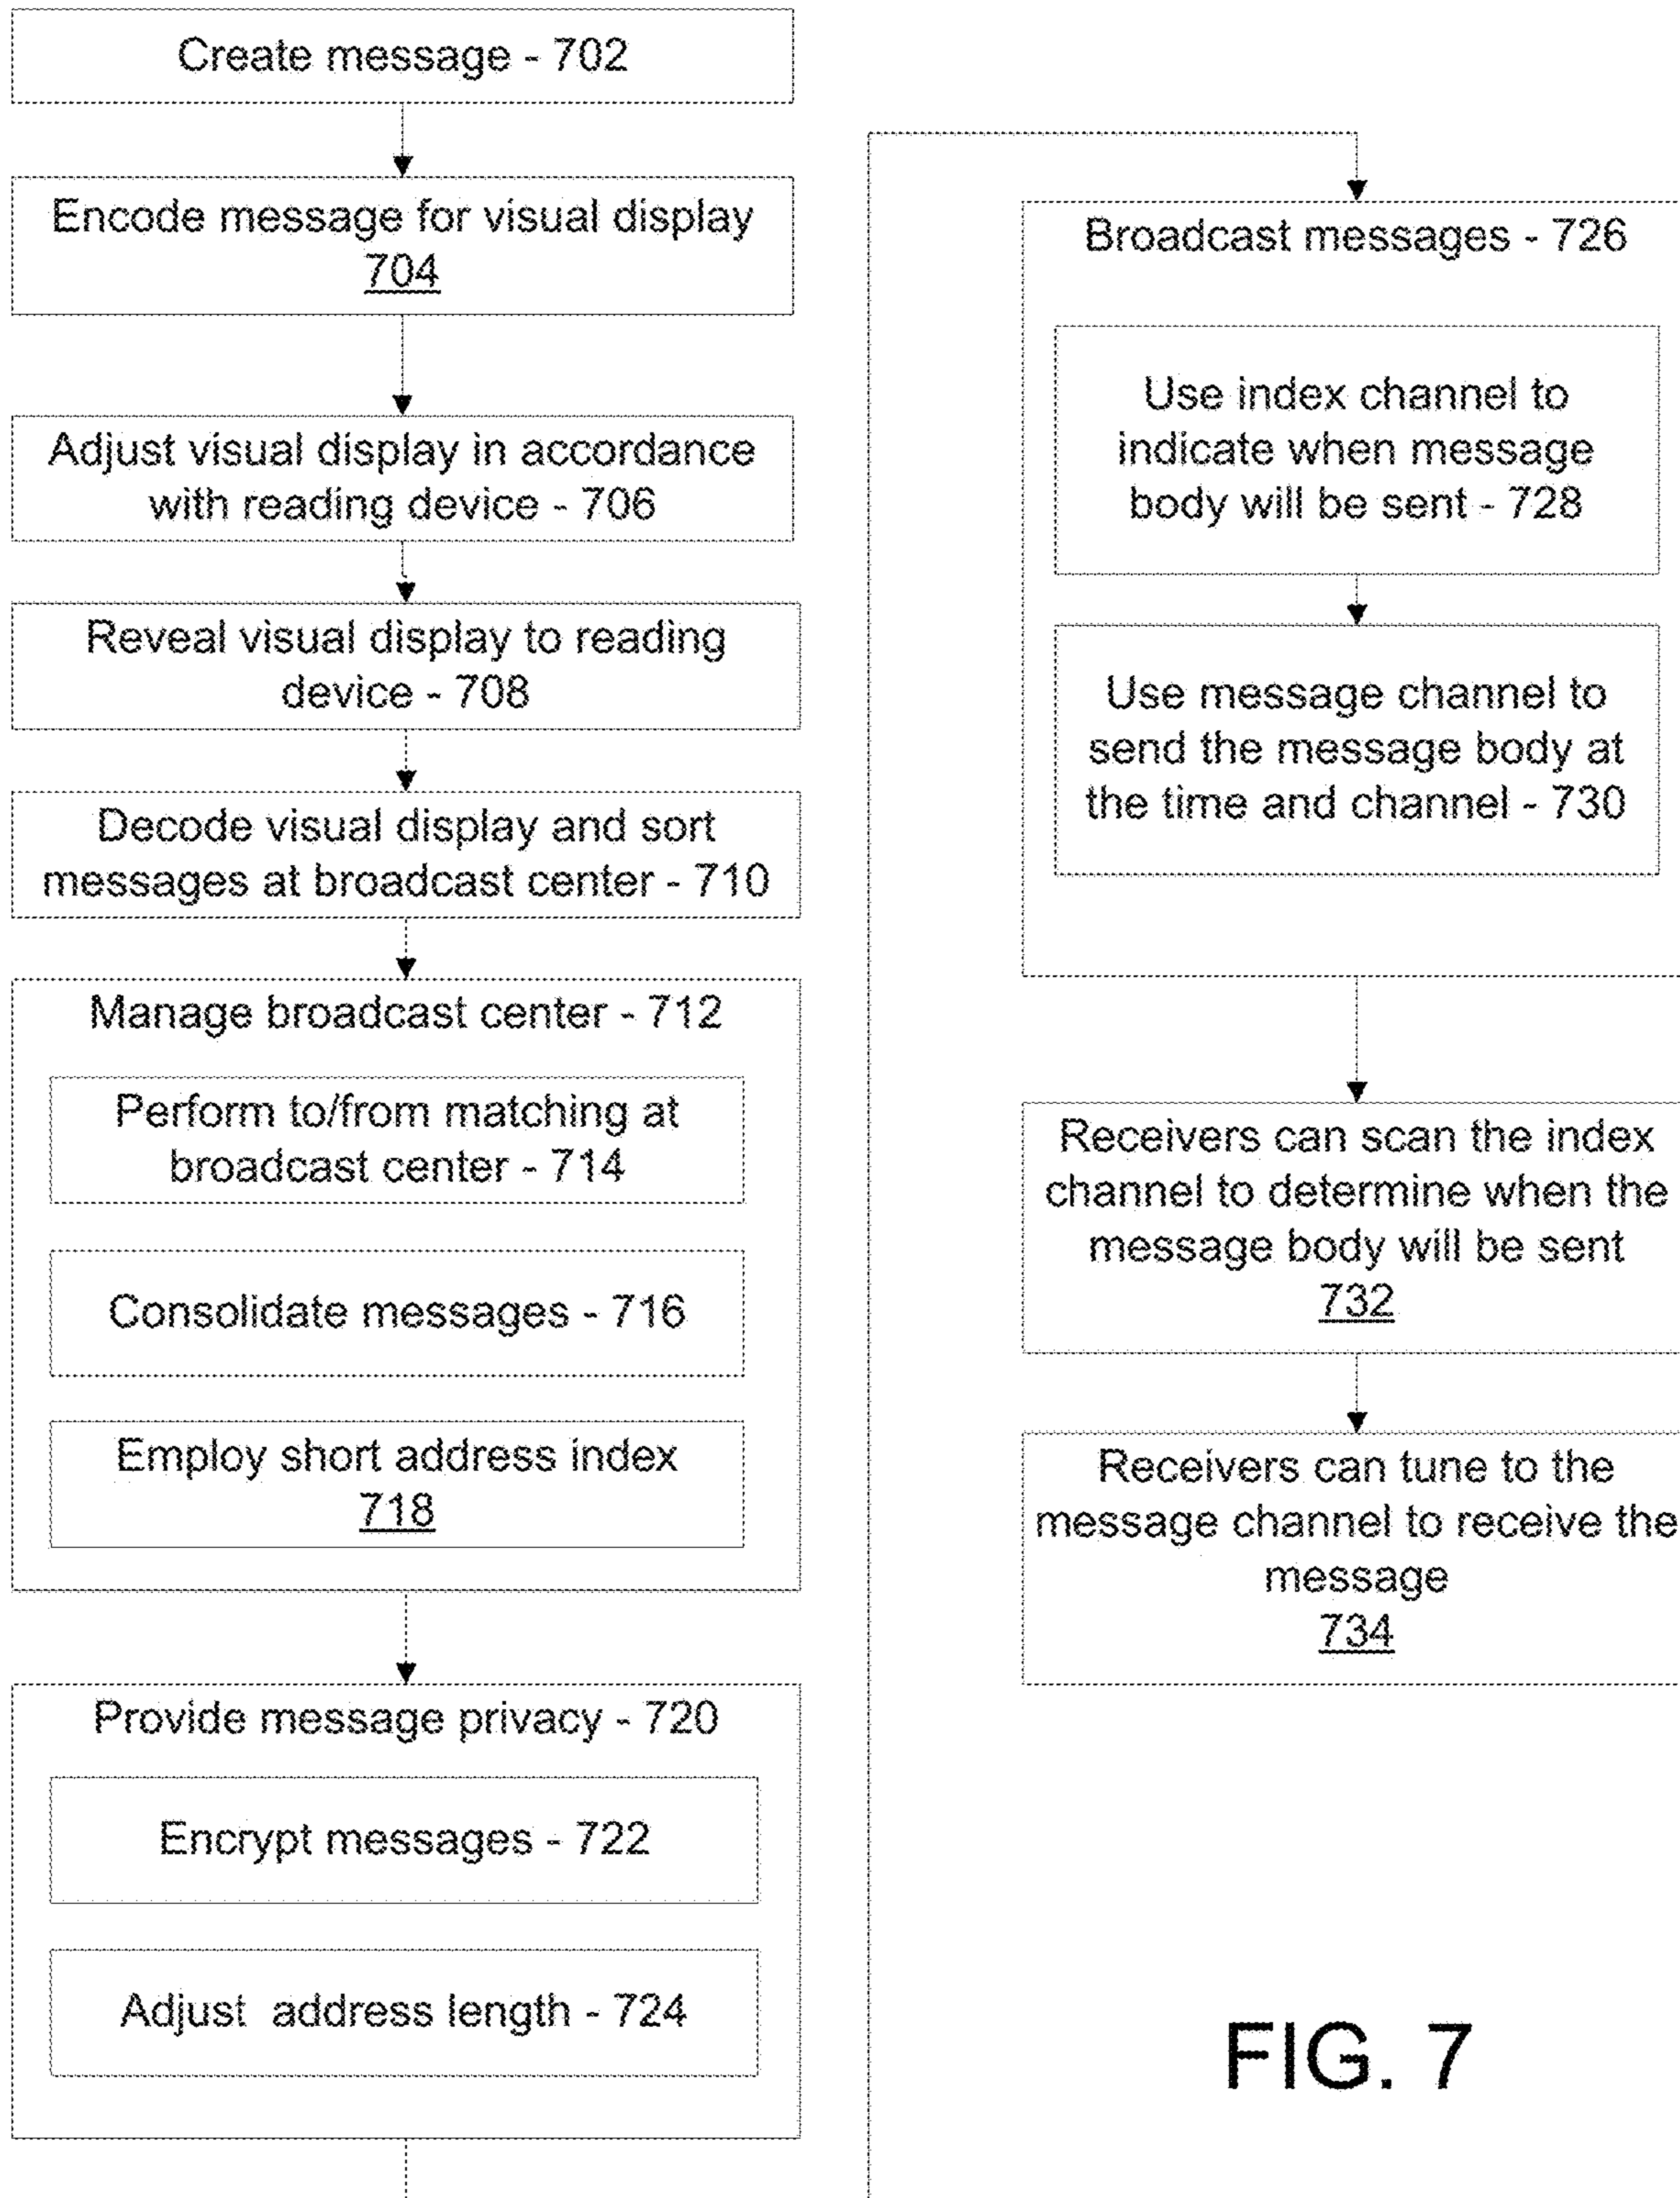 Create message - 702
Encode message for visual display
704
Adjust visual display in accordance
with reading device - 706
Reveal visual display to reading
device - 708
Decode visual display and sort
messages at broadcast center - 710
Manage broadcast center - 712
Perform to/from matching at
broadcast center - 714
Consolidate messages - 716
Employ short address index
718
Provide message privacy - 720
Encrypt messages - 722
Adjust address length - 724
Broadcast messages - 726
Use index channel to
indicate when message
body will be sent - 728
Use message channel to
send the message body at
the time and channel - 730
Receivers can scan the index
channel to determine when the
message body will be sent
732
Receivers can tune to the
message channel to receive the
message
734
FIG. 7